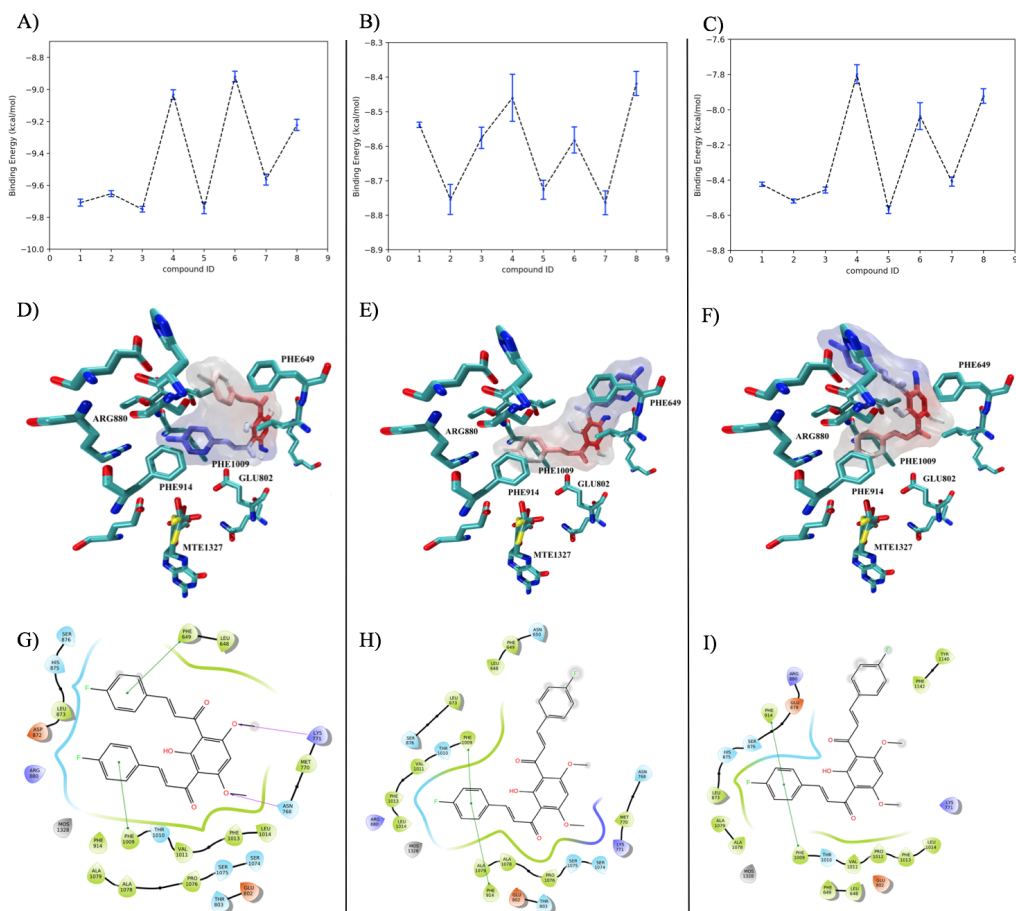 A)
−8.8
−9.0
−9.2
−9.4
−9.6
−9.8
−10.0
Binding Energy (kcal/mol)
0 1 2 3 4 5 6 7 8 9
compound ID
B)
−8.3
−8.4
−8.5
−8.6
−8.7
−8.8
−8.9
Binding Energy (kcal/mol)
0 1 2 3 4 5 6 7 8 9
compound ID
C)
−7.6
−7.8
−8.0
−8.2
−8.4
−8.6
−8.8
Binding Energy (kcal/mol)
0 1 2 3 4 5 6 7 8 9
compound ID
D)
PHE649
ARG880
PHE1009
PHE914
GLU802
MTE1327
E)
PHE649
ARG880
PHE1009
GLU802
PHE914
MTE1327
F)
PHE649
ARG880
PHE1009
GLU802
PHE914
MTE1327
G)
SER
876
PHE
649
LEU
648
HIS
875
LEU
873
ASP
872
ARG
880
F
O
O
LYS
771
HO
F
MET
770
O
O
ASN
768
MOS
1328
PHE
914
PHE
1009
THR
1010
VAL
1011
PHE
1013
LEU
1014
ALA
1079
ALA
1078
PRO
1076
SER
1075
SER
1074
GLU
802
THR
803
H)
ASN
650
PHE
649
LEU
648
F
LEU
873
SER
876
THR
1010
PHE
1009
VAL
1011
O
O
ASN
768
PHE
1013
HO
F
ARG
880
LEU
1014
O
O
MET
770
MOS
1328
LYS
771
ALA
1079
ALA
1078
PRO
1076
SER
1075
SER
1074
PHE
914
GLU
802
THR
803
I)
F
TYR
1140
PHE
1142
ARG
880
GLU
879
PHE
914
SER
876
HIS
875
O
O
LEU
873
HO
F
O
O
LYS
771
ALA
1079
ALA
1078
MOS
1328
PHE
1009
THR
1010
VAL
1011
PRO
1012
PHE
1013
LEU
1014
GLU
802
PHE
649
LEU
648